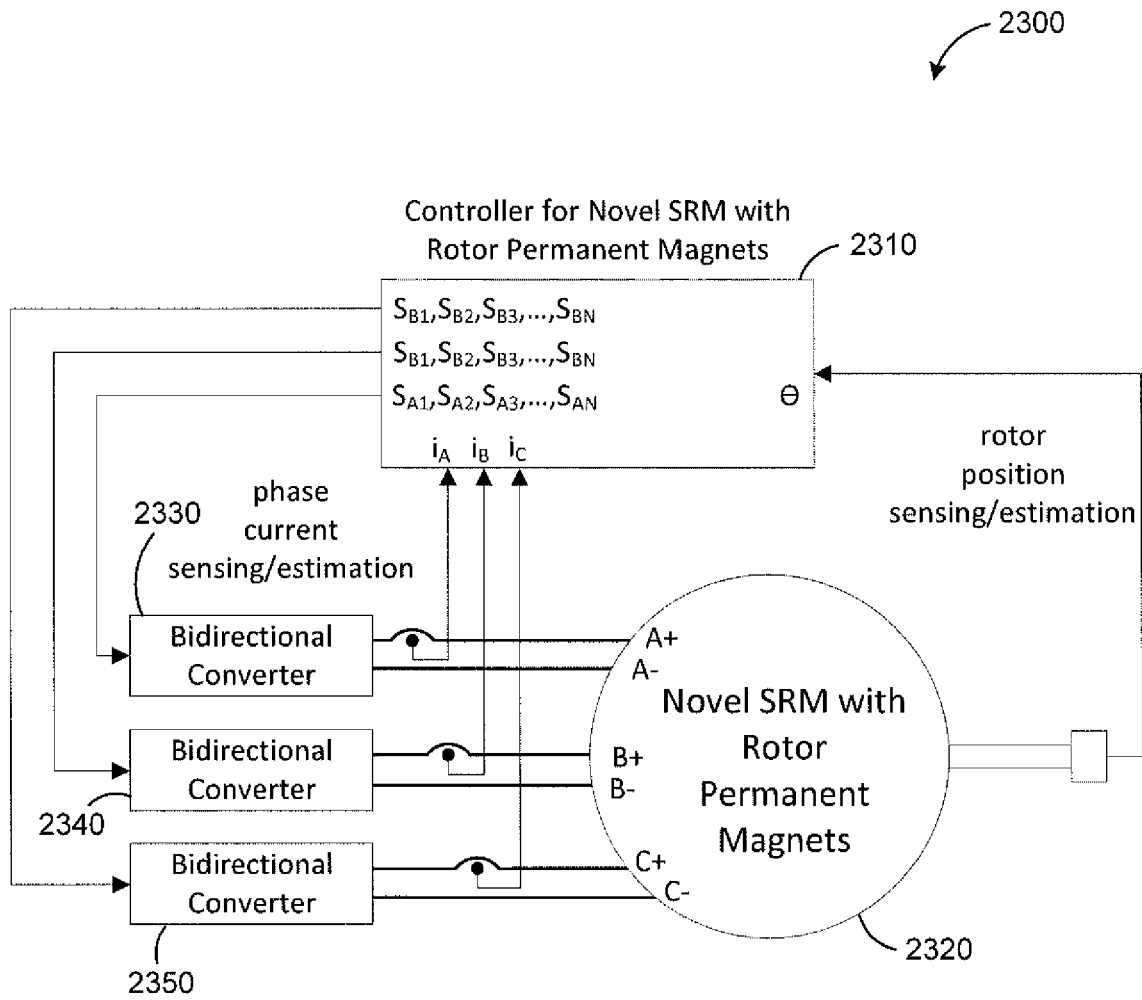 2300
Controller for Novel SRM with
Rotor Permanent Magnets
2310
S_B1,S_B2,S_B3,...,S_BN
S_B1,S_B2,S_B3,...,S_BN
S_A1,S_A2,S_A3,...,S_AN
Θ
i_A i_B i_C
rotor
position
sensing/estimation
phase
current
sensing/estimation
2330
Bidirectional
Converter
A+
A-
Bidirectional
Converter
2340
B+
B-
Bidirectional
Converter
2350
C+
C-
Novel SRM with
Rotor
Permanent
Magnets
2320